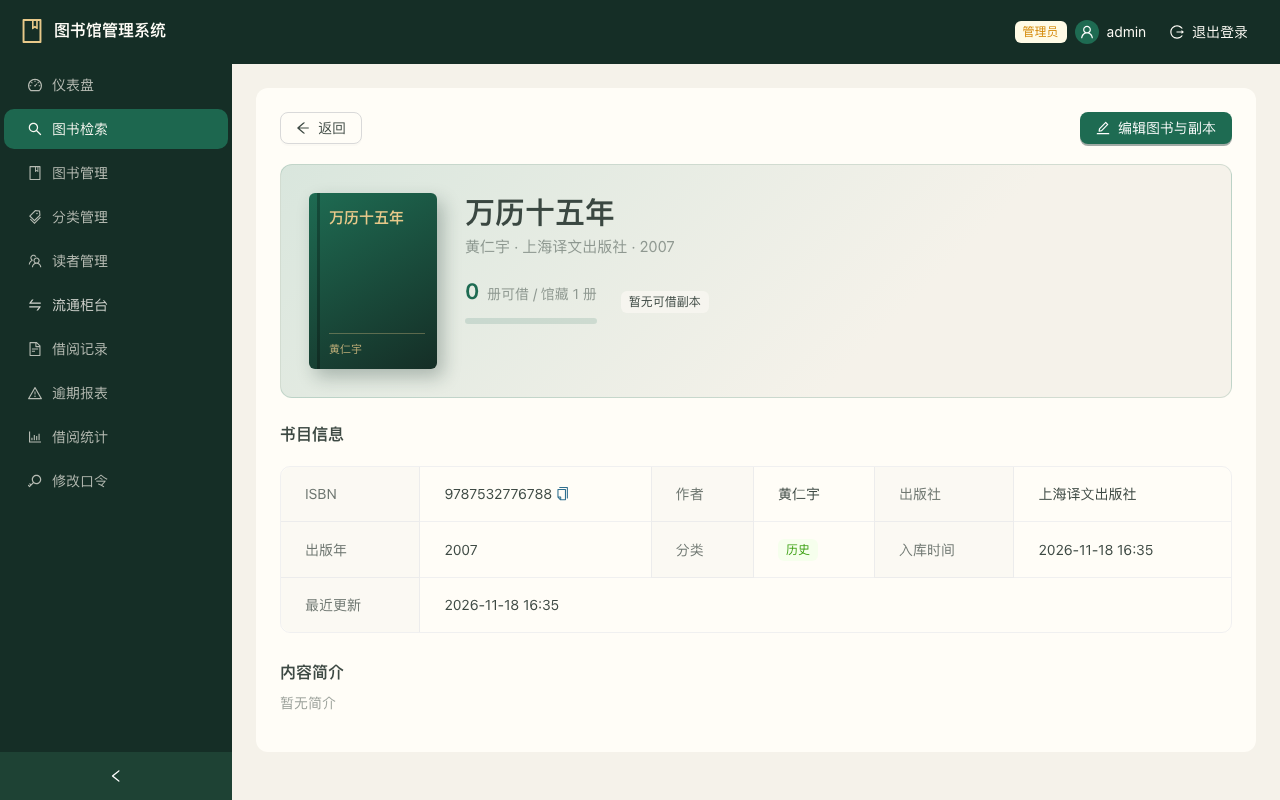 图书馆管理系统
管理员 admin 退出登录
仪表盘
图书检索
图书管理
分类管理
读者管理
流通柜台
借阅记录
逾期报表
借阅统计
修改口令
返回
编辑图书与副本
万历十五年
黄仁宇
万历十五年
黄仁宇 · 上海译文出版社 · 2007
0 册可借 / 馆藏 1 册 暂无可借副本
书目信息
ISBN 9787532776788 作者 黄仁宇 出版社 上海译文出版社
出版年 2007 分类 历史 入库时间 2026-11-18 16:35
最近更新 2026-11-18 16:35
内容简介
暂无简介